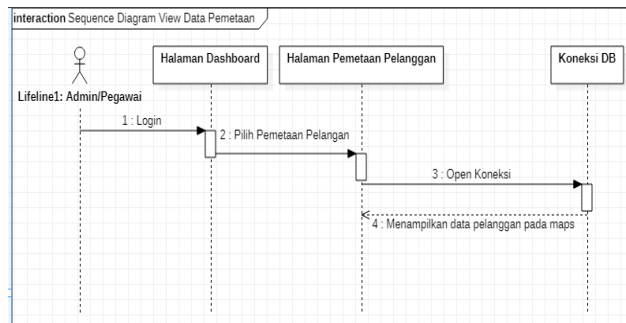 interaction Sequence Diagram View Data Pemetaan
Halaman Dashboard
Halaman Pemetaan Pelanggan
Koneksi DB
Lifeline1: Admin/Pegawai
1 : Login
2 : Pilih Pemetaan Pelangan
3 : Open Koneksi
4 : Menampilkan data pelanggan pada maps